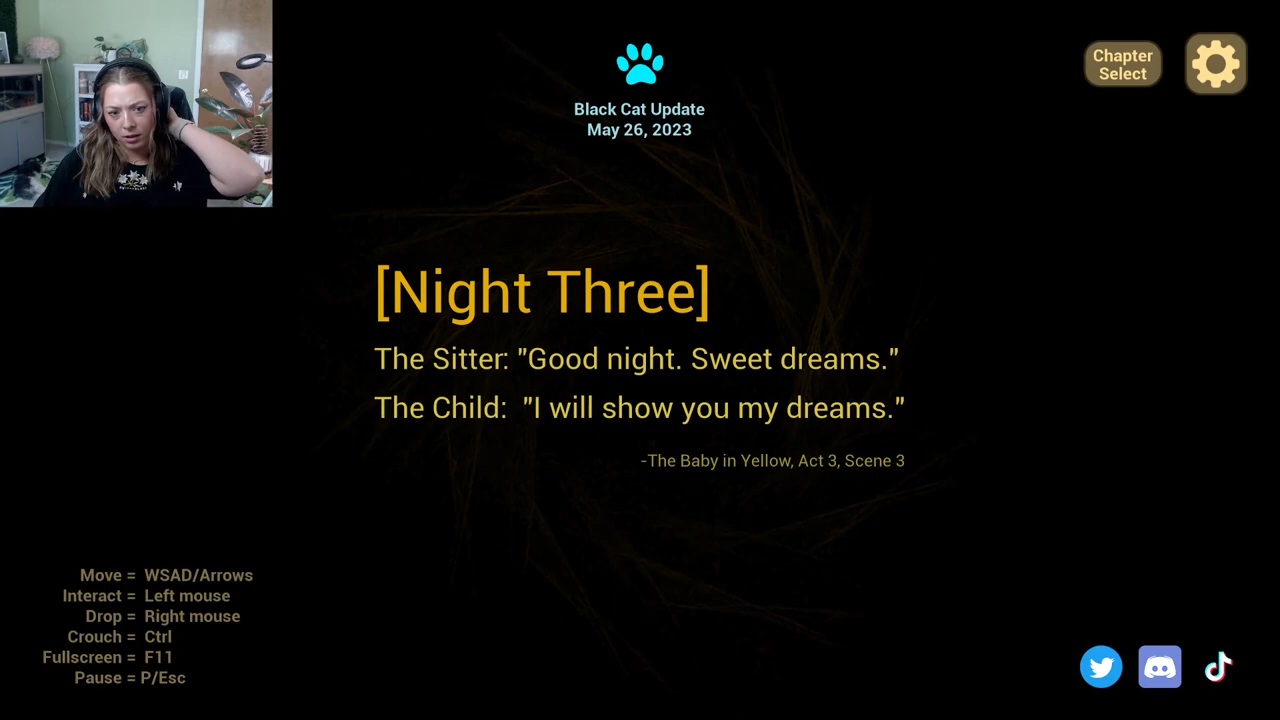 Black Cat Update
May 26, 2023
Chapter
Select
[Night Three]
The Sitter: "Good night. Sweet dreams."
The Child: "I will show you my dreams."
-The Baby in Yellow, Act 3, Scene 3
Move = WSAD/Arrows
Interact = Left mouse
Drop = Right mouse
Crouch = Ctrl
Fullscreen = F11
Pause = P/Esc